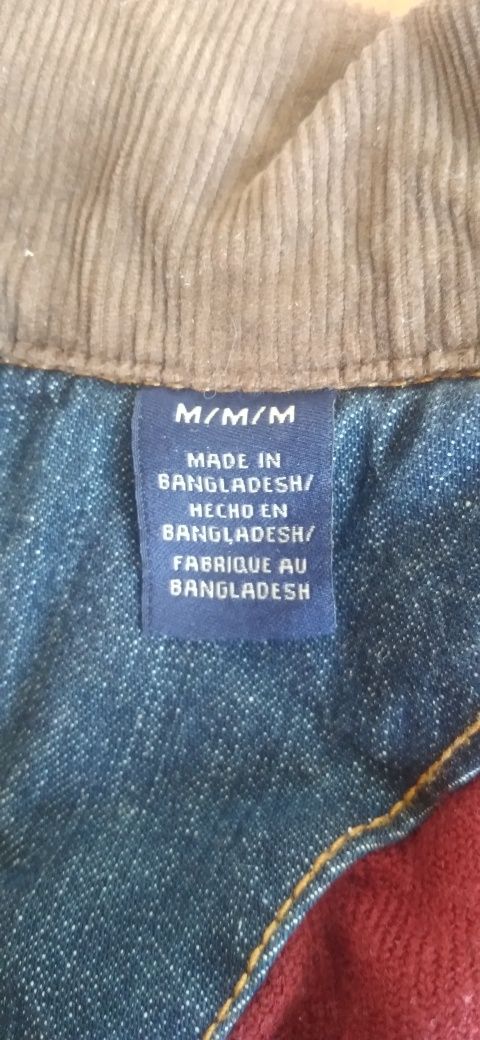 M/M/M
MADE IN
BANGLADESH/
HECHO EN
BANGLADESH/
FABRIQUE AU
BANGLADESH